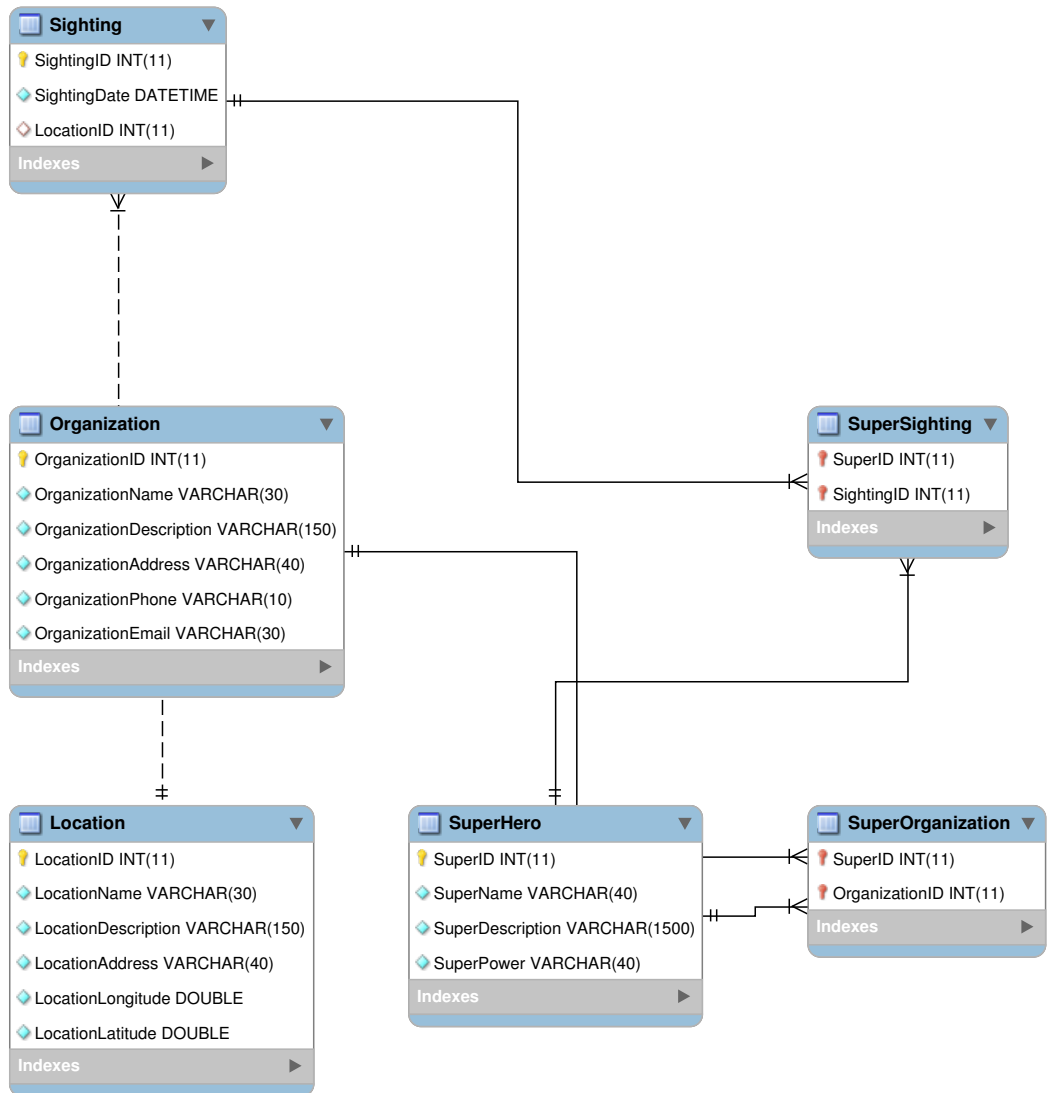 Sighting
SightingID INT(11)
SightingDate DATETIME
LocationID INT(11)
Indexes
Organization
OrganizationID INT(11)
OrganizationName VARCHAR(30)
OrganizationDescription VARCHAR(150)
OrganizationAddress VARCHAR(40)
OrganizationPhone VARCHAR(10)
OrganizationEmail VARCHAR(30)
Indexes
SuperSighting
SuperID INT(11)
SightingID INT(11)
Indexes
Location
LocationID INT(11)
LocationName VARCHAR(30)
LocationDescription VARCHAR(150)
LocationAddress VARCHAR(40)
LocationLongitude DOUBLE
LocationLatitude DOUBLE
Indexes
SuperHero
SuperID INT(11)
SuperName VARCHAR(40)
SuperDescription VARCHAR(1500)
SuperPower VARCHAR(40)
Indexes
SuperOrganization
SuperID INT(11)
OrganizationID INT(11)
Indexes